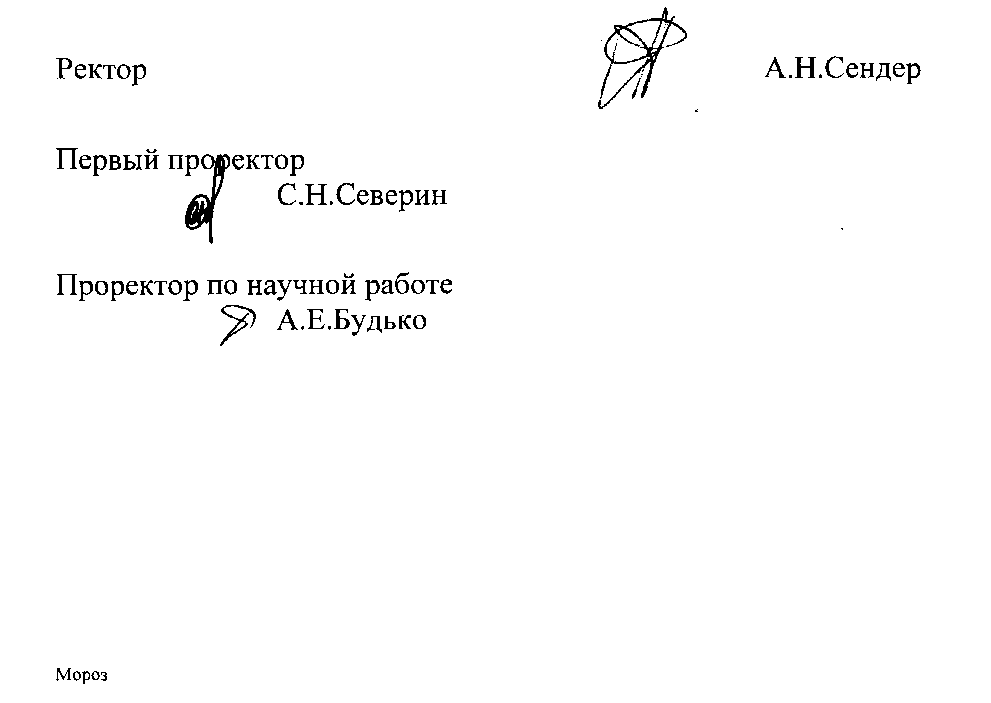 Ректор А.Н.Сендер
Первый проректор
С.Н.Северин
Проректор по научной работе
А.Е.Будько
Мороз